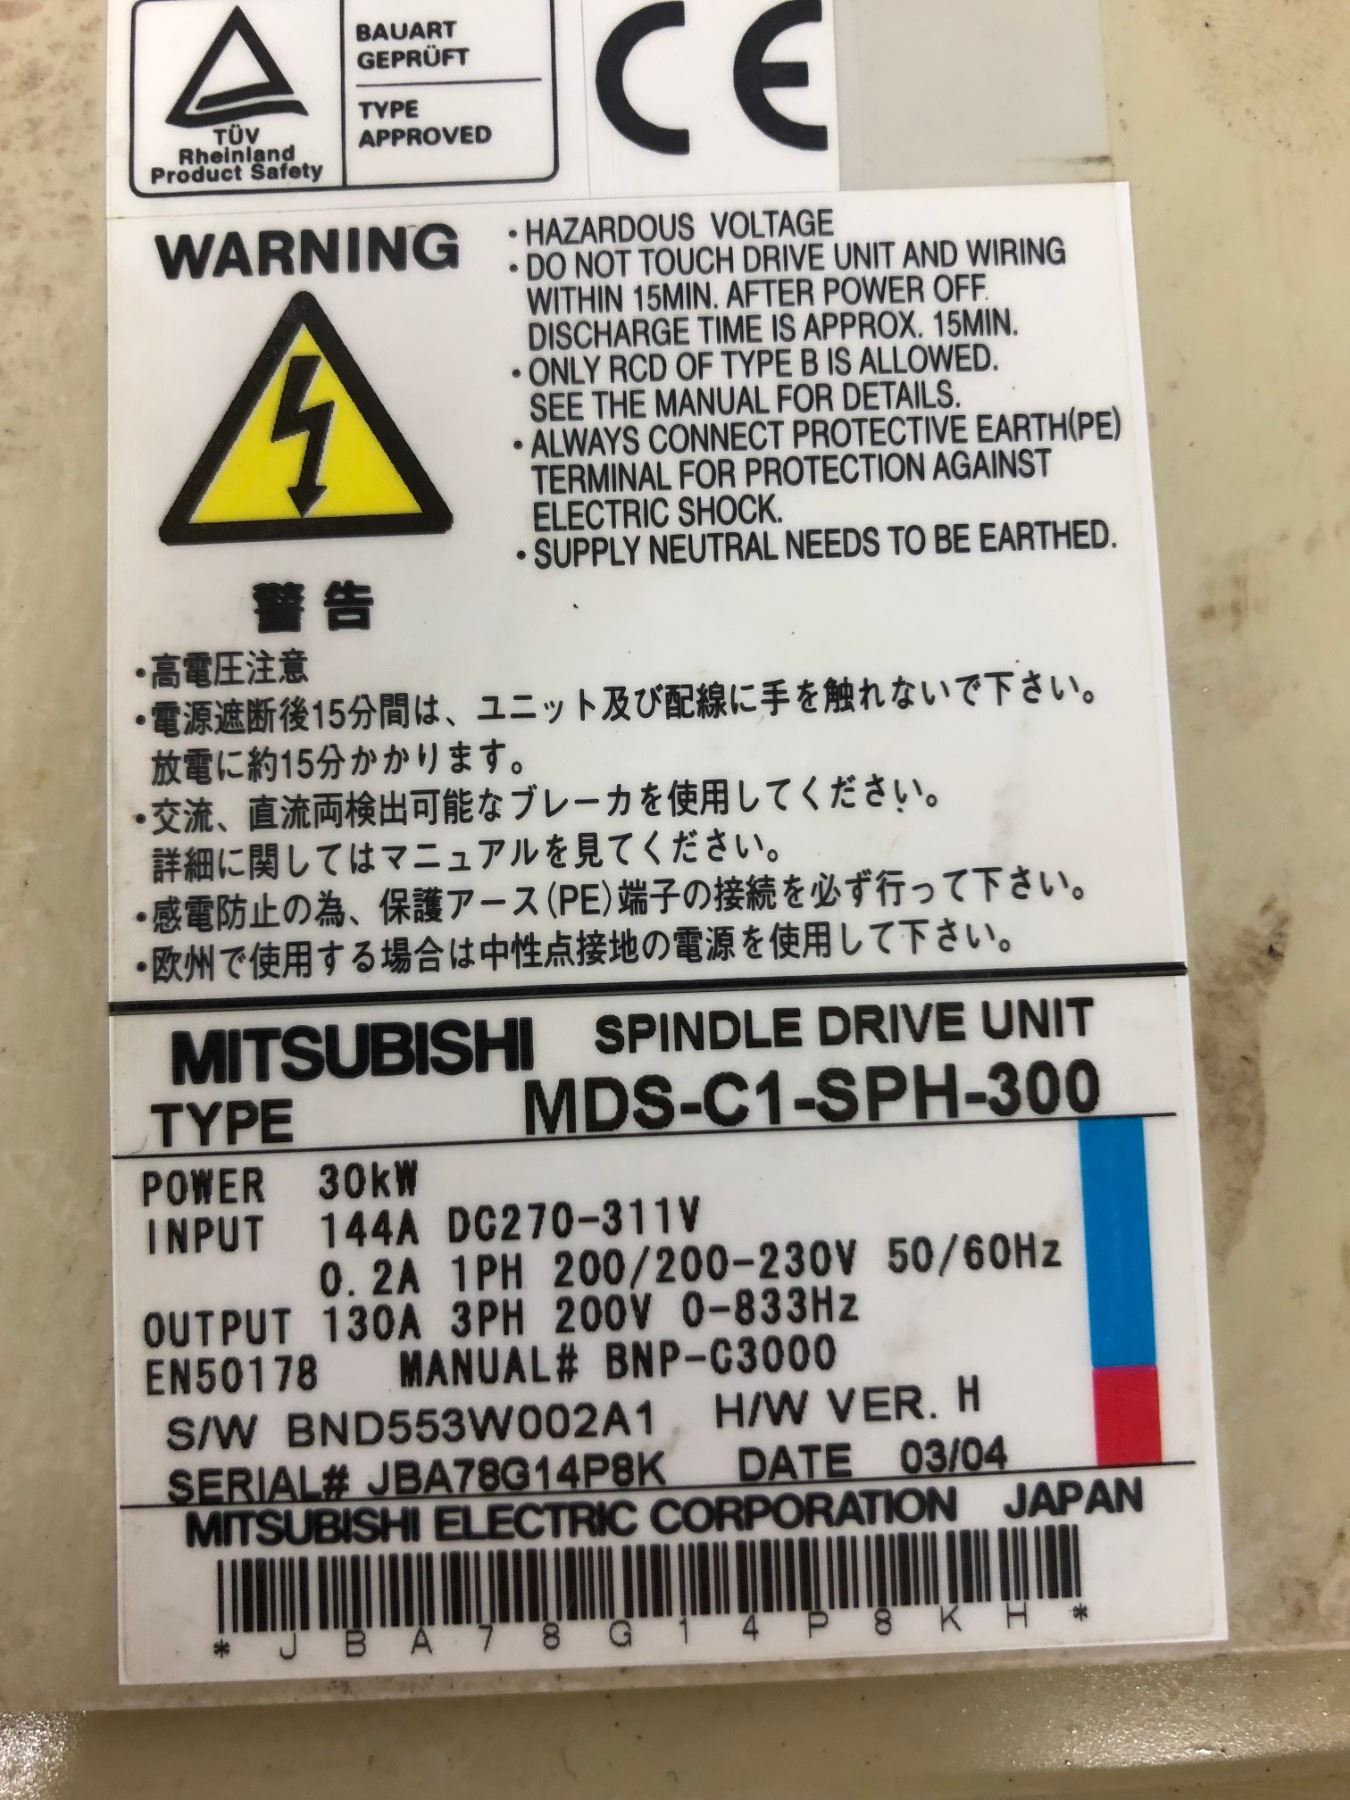 BAUART
GEPRÜFT
TYPE
APPROVED
TÜV
Rheinland
Product Safety
CE
WARNING
・HAZARDOUS VOLTAGE
・DO NOT TOUCH DRIVE UNIT AND WIRING
WITHIN 15MIN. AFTER POWER OFF.
DISCHARGE TIME IS APPROX. 15MIN.
・ONLY RCD OF TYPE B IS ALLOWED.
SEE THE MANUAL FOR DETAILS.
・ALWAYS CONNECT PROTECTIVE EARTH(PE)
TERMINAL FOR PROTECTION AGAINST
ELECTRIC SHOCK.
・SUPPLY NEUTRAL NEEDS TO BE EARTHED.
警告
・高電圧注意
・電源遮断後15分間は、ユニット及び配線に手を触れないで下さい。
放電に約15分かかります。
・交流、直流両検出可能なブレーカを使用してください。
詳細に関してはマニュアルを見てください。
・感電防止の為、保護アース(PE)端子の接続を必ず行って下さい。
・欧州で使用する場合は中性点接地の電源を使用して下さい。
MITSUBISHI SPINDLE DRIVE UNIT
TYPE MDS-C1-SPH-300
POWER 30kW
INPUT 144A DC270-311V
0.2A 1PH 200/200-230V 50/60Hz
OUTPUT 130A 3PH 200V 0-833Hz
EN50178 MANUAL# BNP-C3000
S/W BND553W002A1 H/W VER. H
SERIAL# JBA78G14P8K DATE 03/04
MITSUBISHI ELECTRIC CORPORATION JAPAN
* J B A 7 8 G 1 4 P 8 K H *